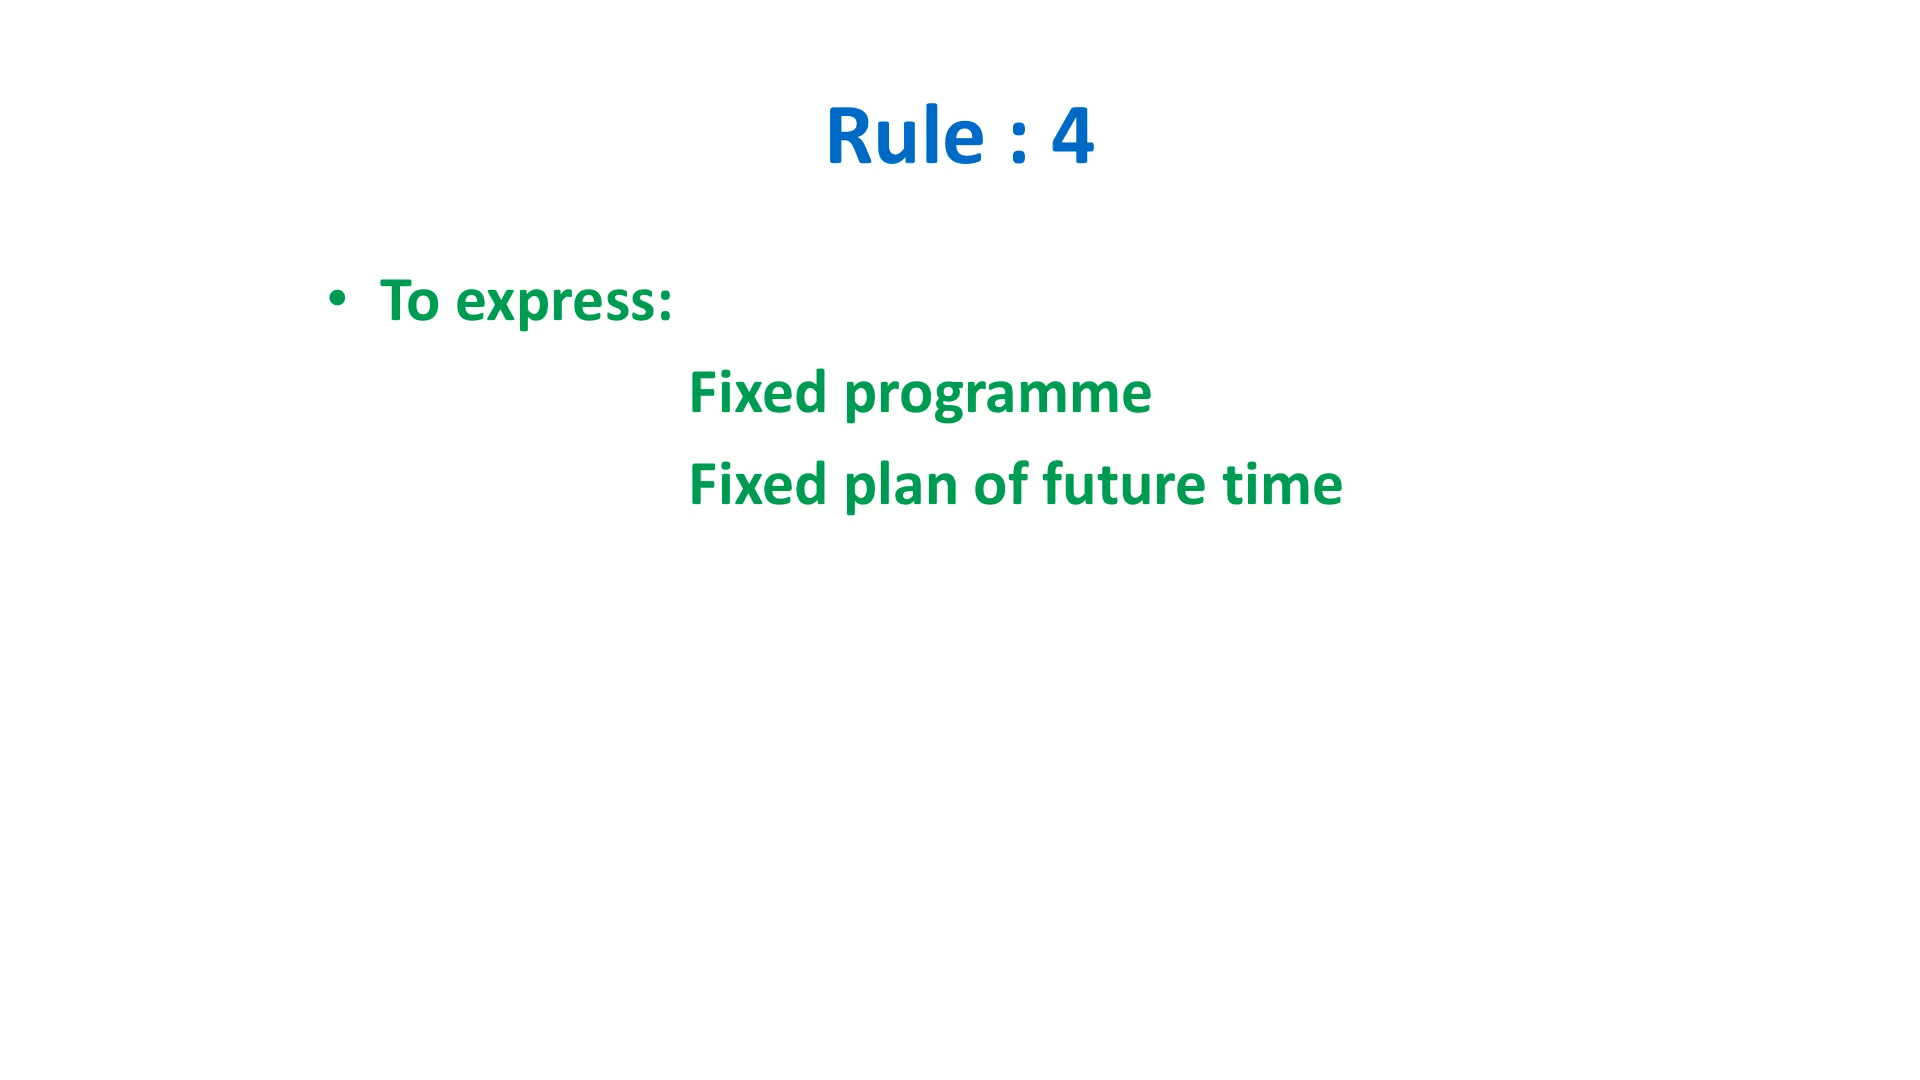 Rule : 4
• To express:
Fixed programme
Fixed plan of future time